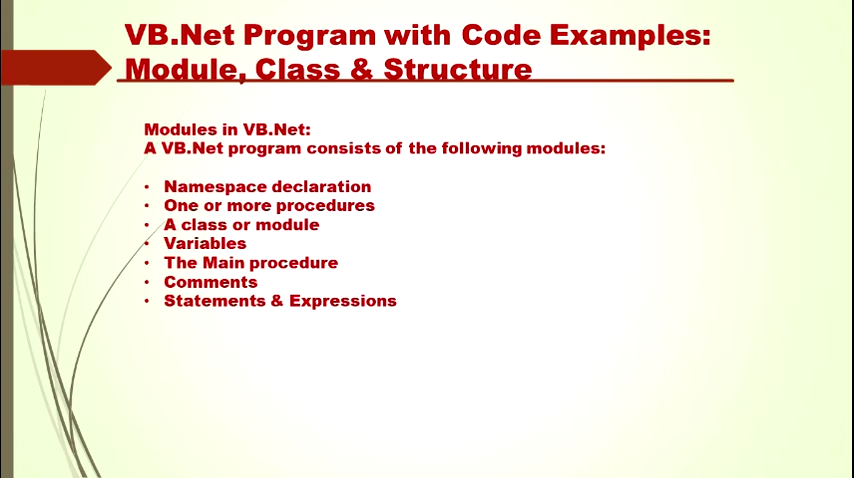 VB.Net Program with Code Examples:
Module, Class & Structure
Modules in VB.Net:
A VB.Net program consists of the following modules:
• Namespace declaration
• One or more procedures
• A class or module
• Variables
• The Main procedure
• Comments
• Statements & Expressions